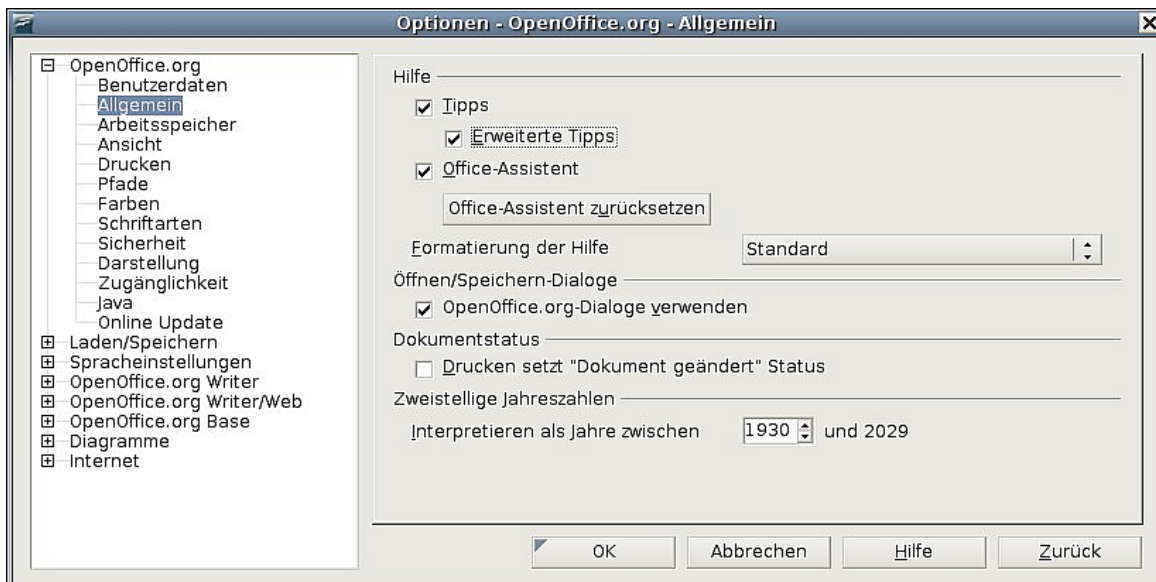 Optionen - OpenOffice.org - Allgemein
OpenOffice.org
Benutzerdaten
Allgemein
Arbeitsspeicher
Ansicht
Drucken
Pfade
Farben
Schriftarten
Sicherheit
Darstellung
Zugänglichkeit
Java
Online Update
Laden/Speichern
Spracheinstellungen
OpenOffice.org Writer
OpenOffice.org Writer/Web
OpenOffice.org Base
Diagramme
Internet
Hilfe
Tipps
Erweiterte Tipps
Office-Assistent
Office-Assistent zurücksetzen
Formatierung der Hilfe Standard
Öffnen/Speichern-Dialoge
OpenOffice.org-Dialoge verwenden
Dokumentstatus
Drucken setzt "Dokument geändert" Status
Zweistellige Jahreszahlen
Interpretieren als Jahre zwischen 1930 und 2029
OK Abbrechen Hilfe Zurück